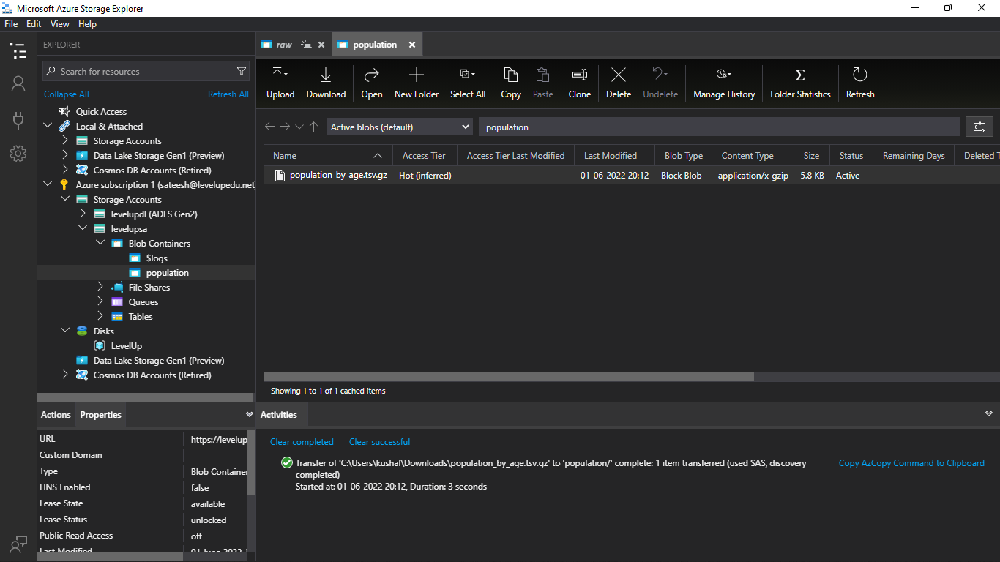 Microsoft Azure Storage Explorer
File Edit View Help
EXPLORER
Search for resources
Collapse All Refresh All
Quick Access
Local & Attached
Storage Accounts
Data Lake Storage Gen1 (Preview)
Cosmos DB Accounts (Retired)
Azure subscription 1 (sateesh@levelupedu.net
Storage Accounts
levelupdl (ADLS Gen2)
levelupsa
Blob Containers
$logs
population
File Shares
Queues
Tables
Disks
LevelUp
Data Lake Storage Gen1 (Preview)
Cosmos DB Accounts (Retired)
Actions Properties
URL https://levelup
Custom Domain
Type Blob Container
HNS Enabled false
Lease State available
Lease Status unlocked
Public Read Access off
Last Modified 01 June 2022
raw population
Upload Download Open New Folder Select All Copy Paste Clone Delete Undelete Manage History Folder Statistics Refresh
Active blobs (default) population
Name Access Tier Access Tier Last Modified Last Modified Blob Type Content Type Size Status Remaining Days Deleted T
population_by_age.tsv.gz Hot (inferred) 01-06-2022 20:12 Block Blob application/x-gzip 5.8 KB Active
Showing 1 to 1 of 1 cached items
Activities
Clear completed Clear successful
Transfer of 'C:\Users\kushal\Downloads\population_by_age.tsv.gz' to 'population/' complete: 1 item transferred (used SAS, discovery Copy AzCopy Command to Clipboard
completed)
Started at: 01-06-2022 20:12, Duration: 3 seconds